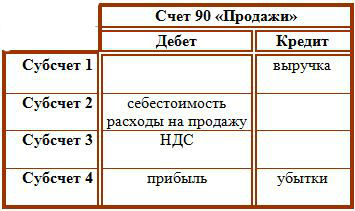 Счет 90 «Продажи»
Дебет Кредит
Субсчет 1 выручка
Субсчет 2 себестоимость
расходы на продажу
Субсчет 3 НДС
Субсчет 4 прибыль убытки